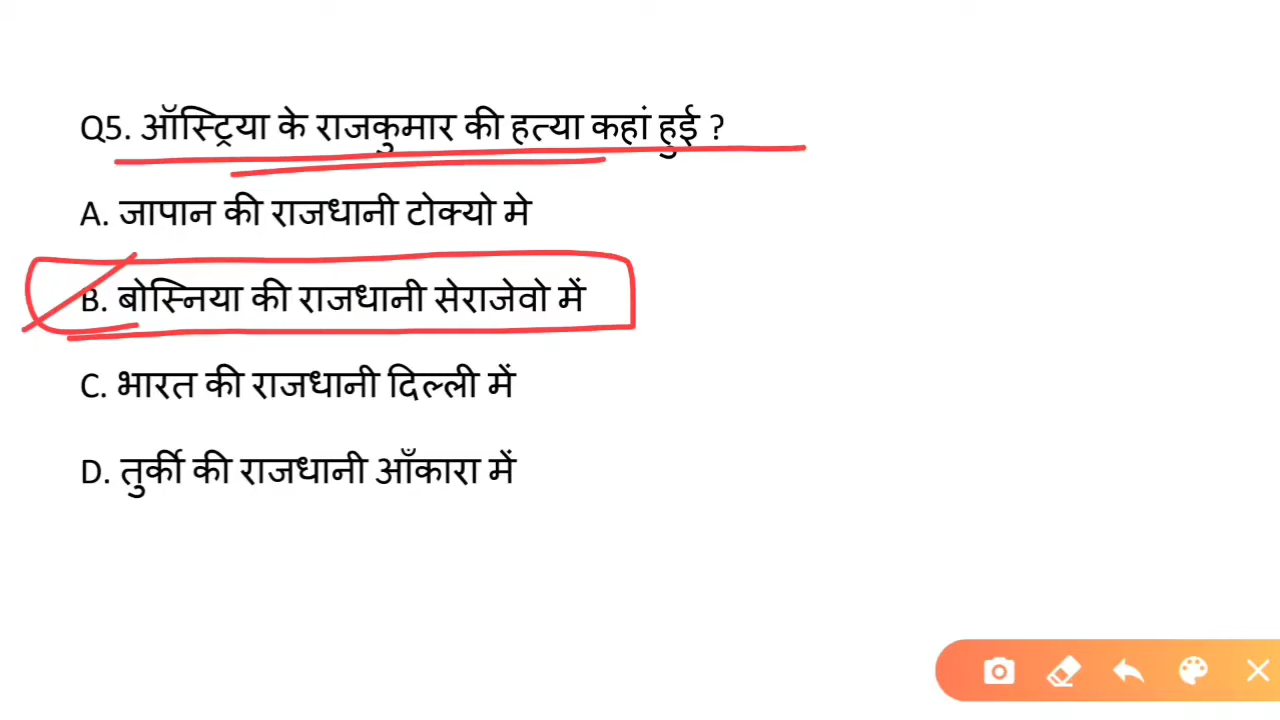 Q5. ऑस्ट्रिया के राजकुमार की हत्या कहां हुई ?
A. जापान की राजधानी टोक्यो मे
B. बोस्निया की राजधानी सेराजेवो में
C. भारत की राजधानी दिल्ली में
D. तुर्की की राजधानी आँकारा में